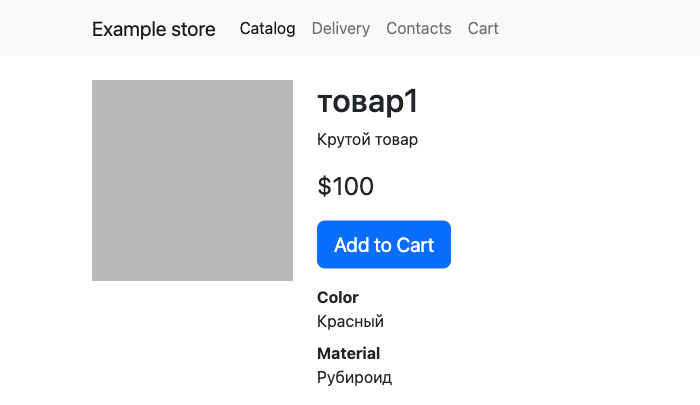 Example store Catalog Delivery Contacts Cart
товар1
Крутой товар
$100
Add to Cart
Color
Красный
Material
Рубироид